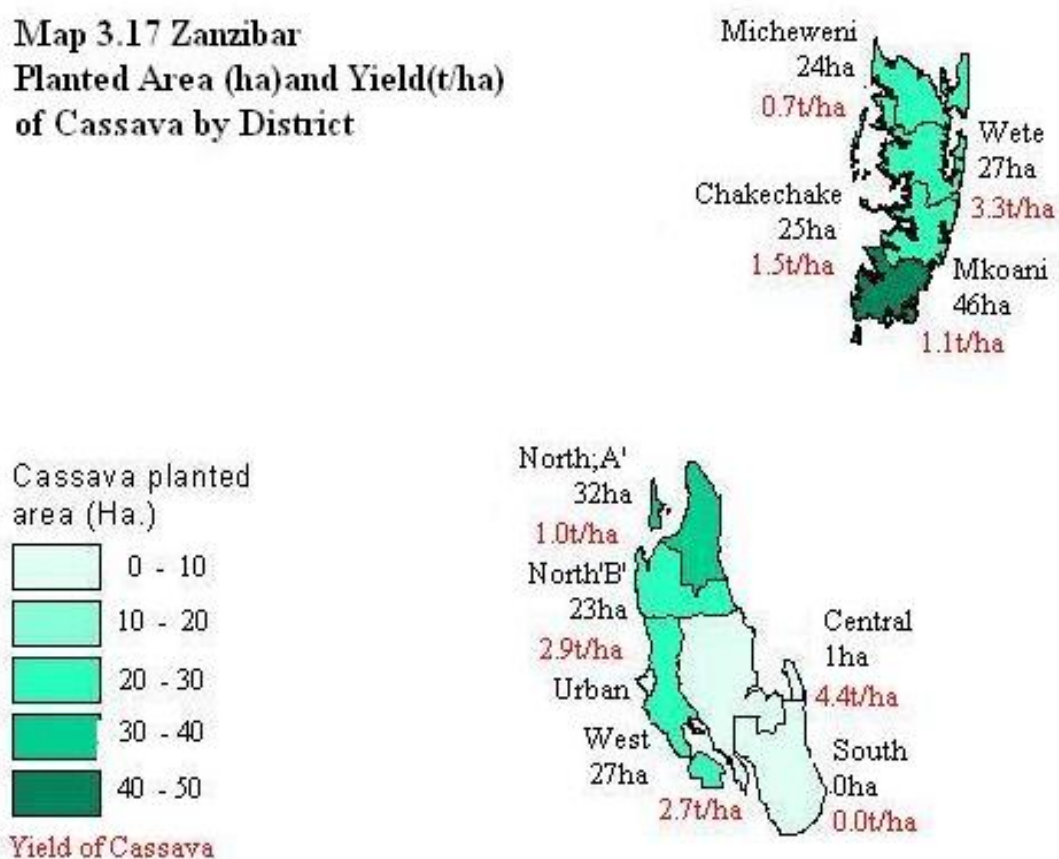 Map 3.17 Zanzibar
Planted Area (ha)and Yield(t/ha)
of Cassava by District
Micheweni
24ha
0.7t/ha
Wete
27ha
3.3t/ha
Chakechake
25ha
1.5t/ha
Mkoani
46ha
1.1t/ha
North;A'
32ha
1.0t/ha
North'B'
23ha
2.9t/ha
Urban
West
27ha
2.7t/ha
Central
1ha
4.4t/ha
South
0ha
0.0t/ha
Cassava planted
area (Ha.)
0 - 10
10 - 20
20 - 30
30 - 40
40 - 50
Yield of Cassava